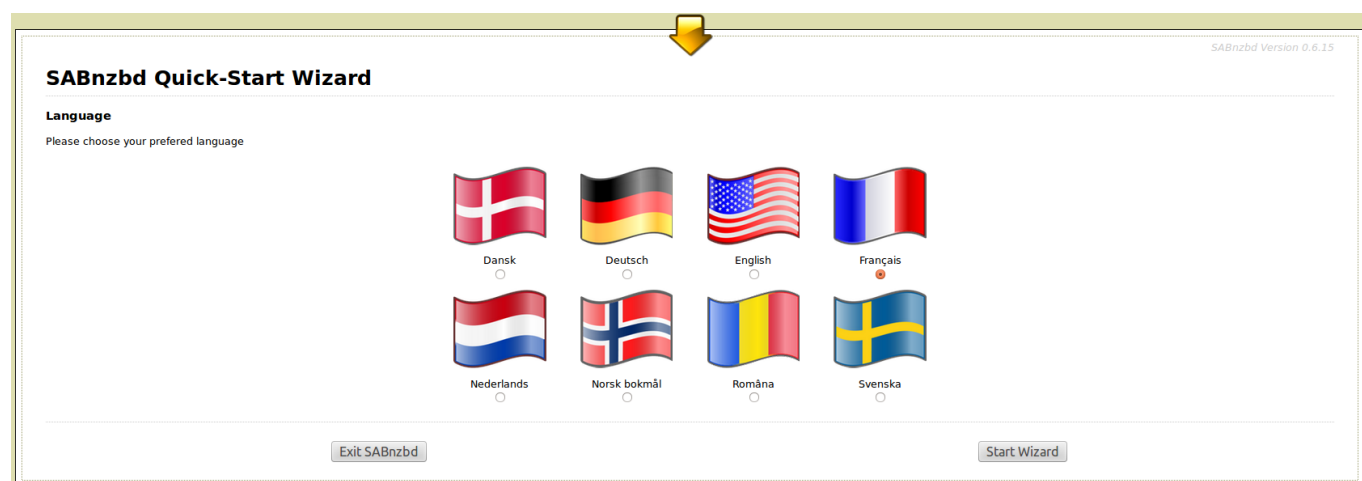 SABnzbd Version 0.6.15
SABnzbd Quick-Start Wizard
Language
Please choose your prefered language
Dansk Deutsch English Français
Nederlands Norsk bokmål Româna Svenska
Exit SABnzbd Start Wizard